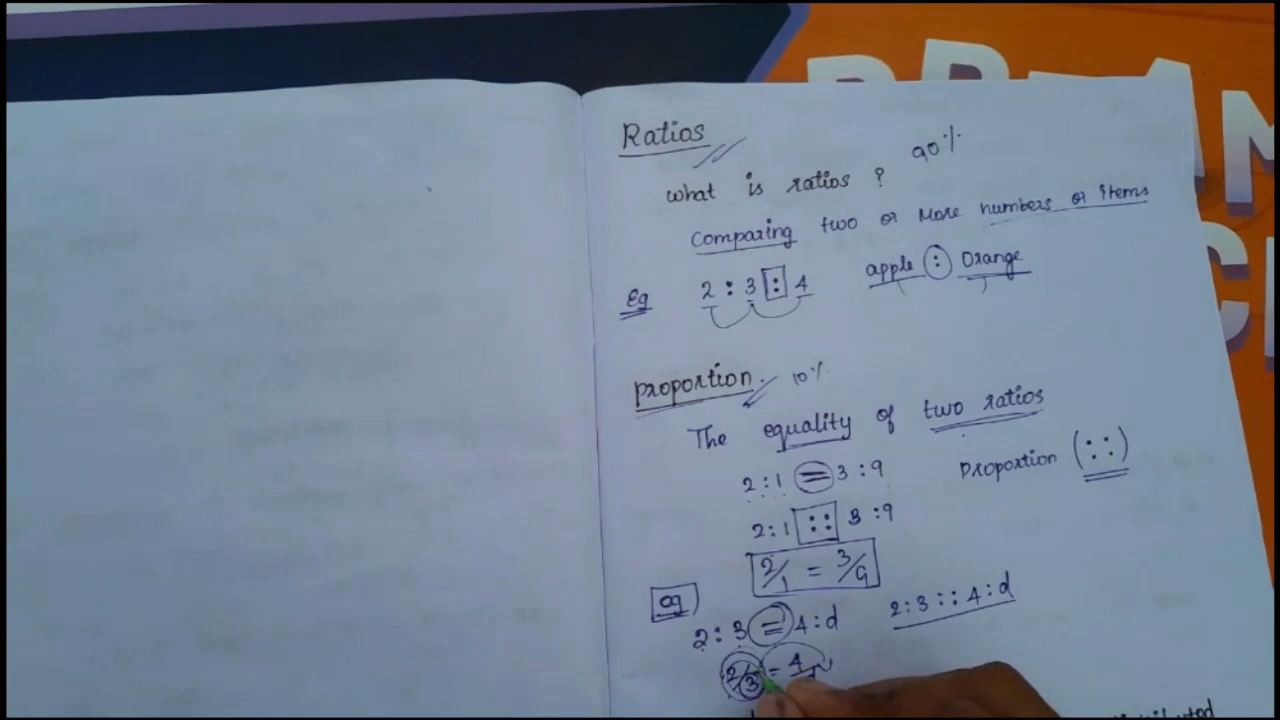 Ratios
90%
What is ratios ?
Comparing two or More numbers or items
Eg 2 : 3 : 4 apple : Orange
Proportion. 10%
The equality of two ratios
2 : 1 = 3 : 9 Proportion (::)
2 : 1 :: 3 : 9
2/1 = 3/9
eg
2 : 3 = 4 : d 2 : 3 :: 4 : d
2/3 = 4